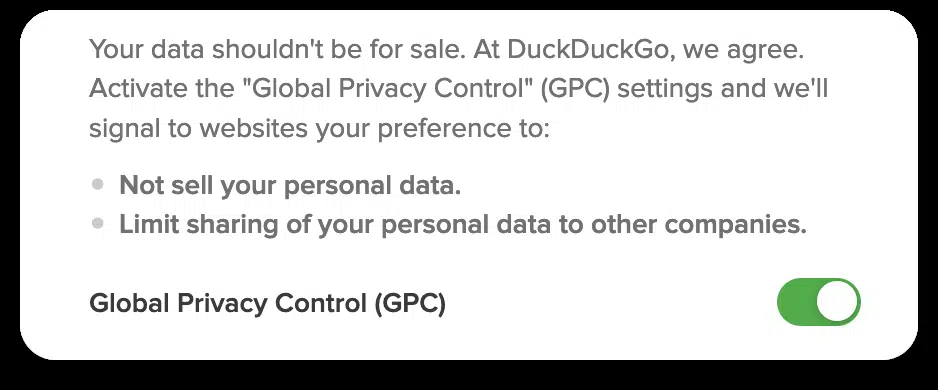 Your data shouldn't be for sale. At DuckDuckGo, we agree.
Activate the "Global Privacy Control" (GPC) settings and we'll
signal to websites your preference to:
Not sell your personal data.
Limit sharing of your personal data to other companies.
Global Privacy Control (GPC)